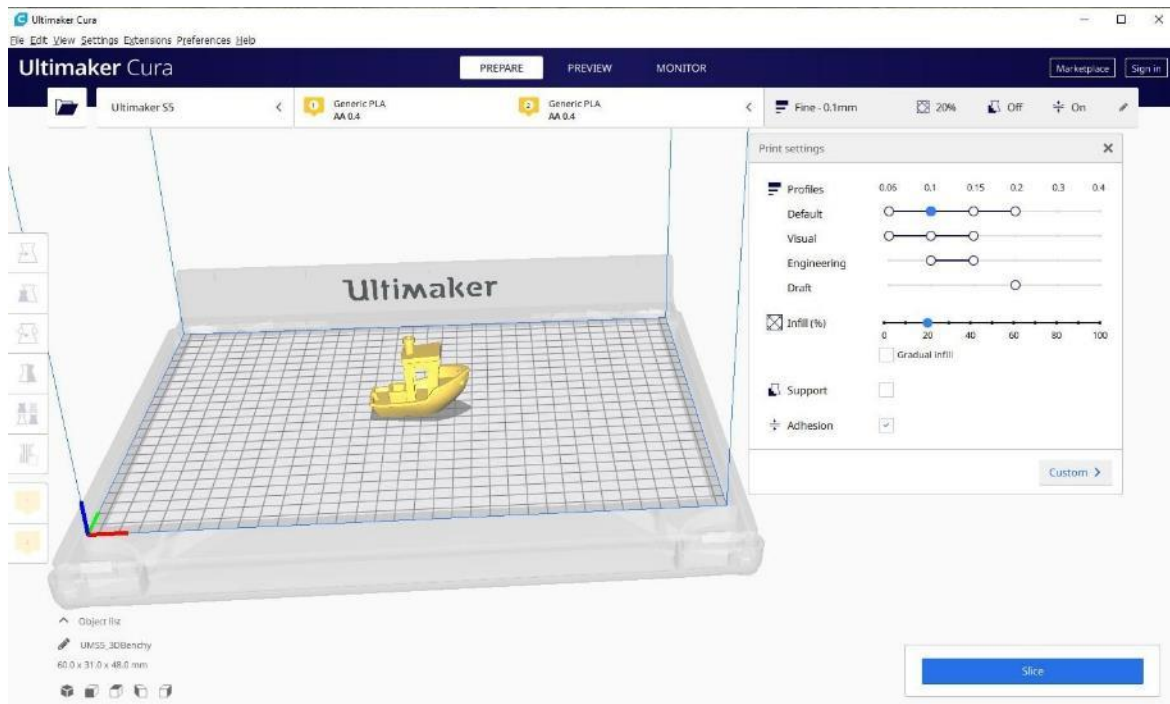 Ultimaker Cura
File Edit View Settings Extensions Preferences Help
Ultimaker Cura PREPARE PREVIEW MONITOR Marketplace Sign in
Ultimaker S5 1 Generic PLA AA 0.4 2 Generic PLA AA 0.4 Fine - 0.1mm 20% Off On
Print settings
Profiles 0.06 0.1 0.15 0.2 0.3 0.4
Default
Visual
Engineering
Draft
Infill (%)
0 20 40 60 80 100
Gradual infill
Support
Adhesion
Custom
Ultimaker
Object list
UMS5_3DBenchy
60.0 x 31.0 x 48.0 mm
Slice